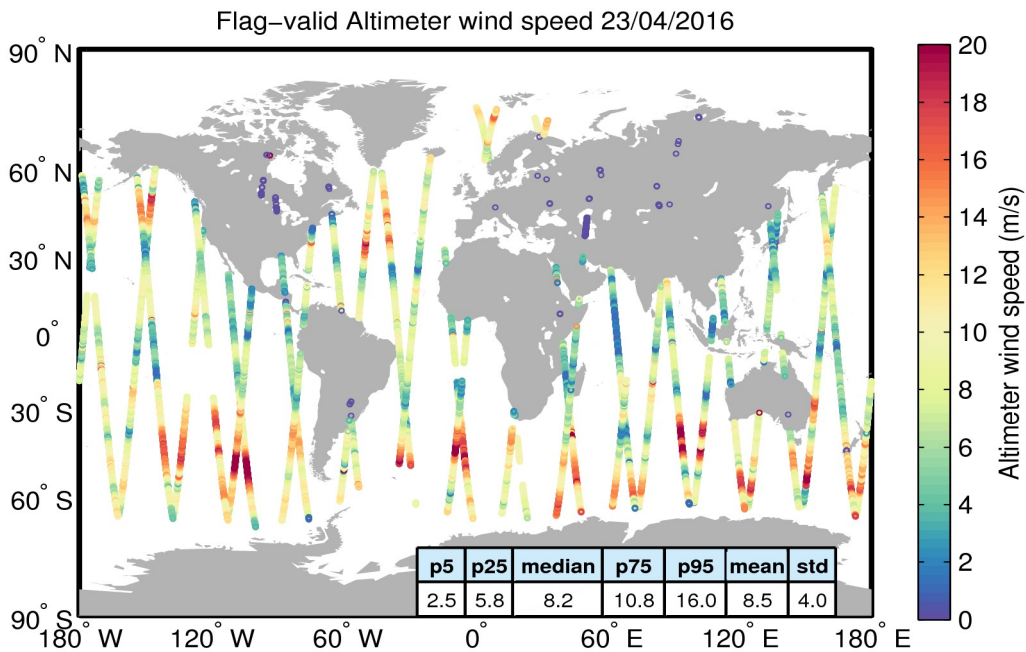 Flag−valid Altimeter wind speed 23/04/2016
90° N
60° N
30° N
0°
30° S
60° S
90° S
180° W
120° W
60° W
0°
60° E
120° E
180° E
p5 p25 median p75 p95 mean std
2.5 5.8 8.2 10.8 16.0 8.5 4.0
20
18
16
14
12
10
8
6
4
2
0
Altimeter wind speed (m/s)